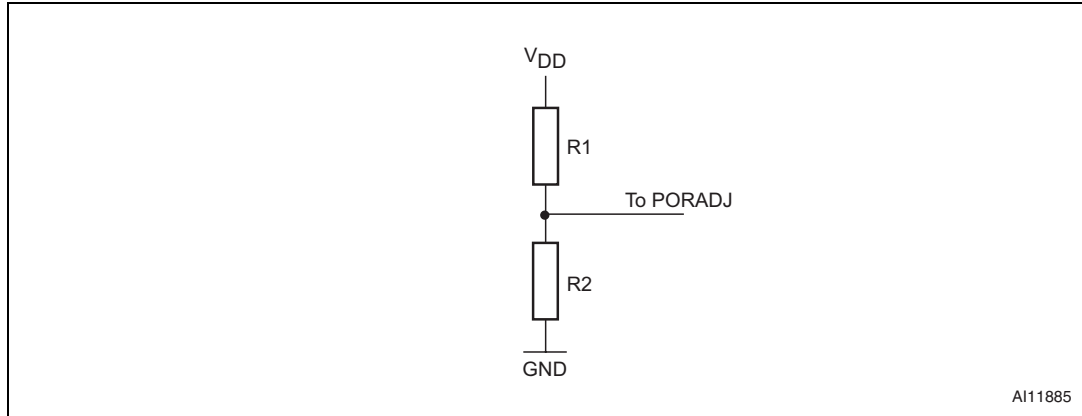 VDD
R1
To PORADJ
R2
GND
AI11885